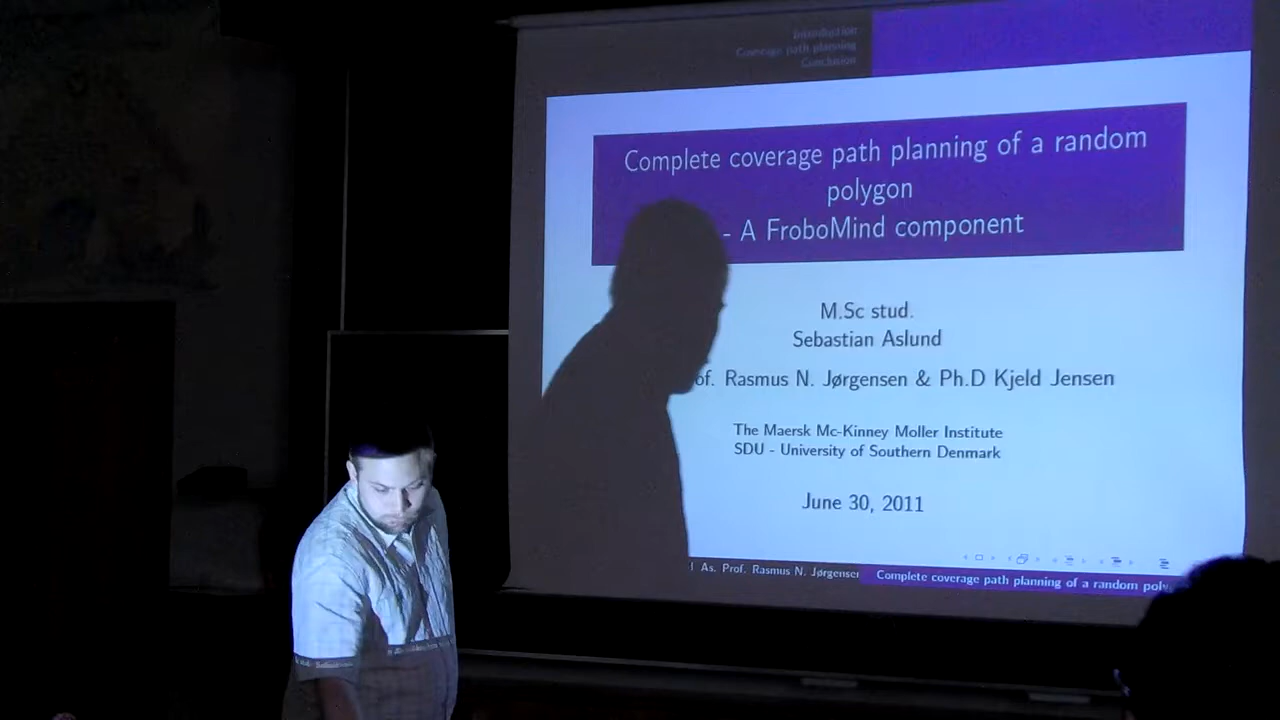 Introduction
Coverage path planning
Conclusion
Complete coverage path planning of a random
polygon
- A FroboMind component
M.Sc stud.
Sebastian Aslund
of. Rasmus N. Jørgensen & Ph.D Kjeld Jensen
The Maersk Mc-Kinney Moller Institute
SDU - University of Southern Denmark
June 30, 2011
As. Prof. Rasmus N. Jørgensen
Complete coverage path planning of a random poly